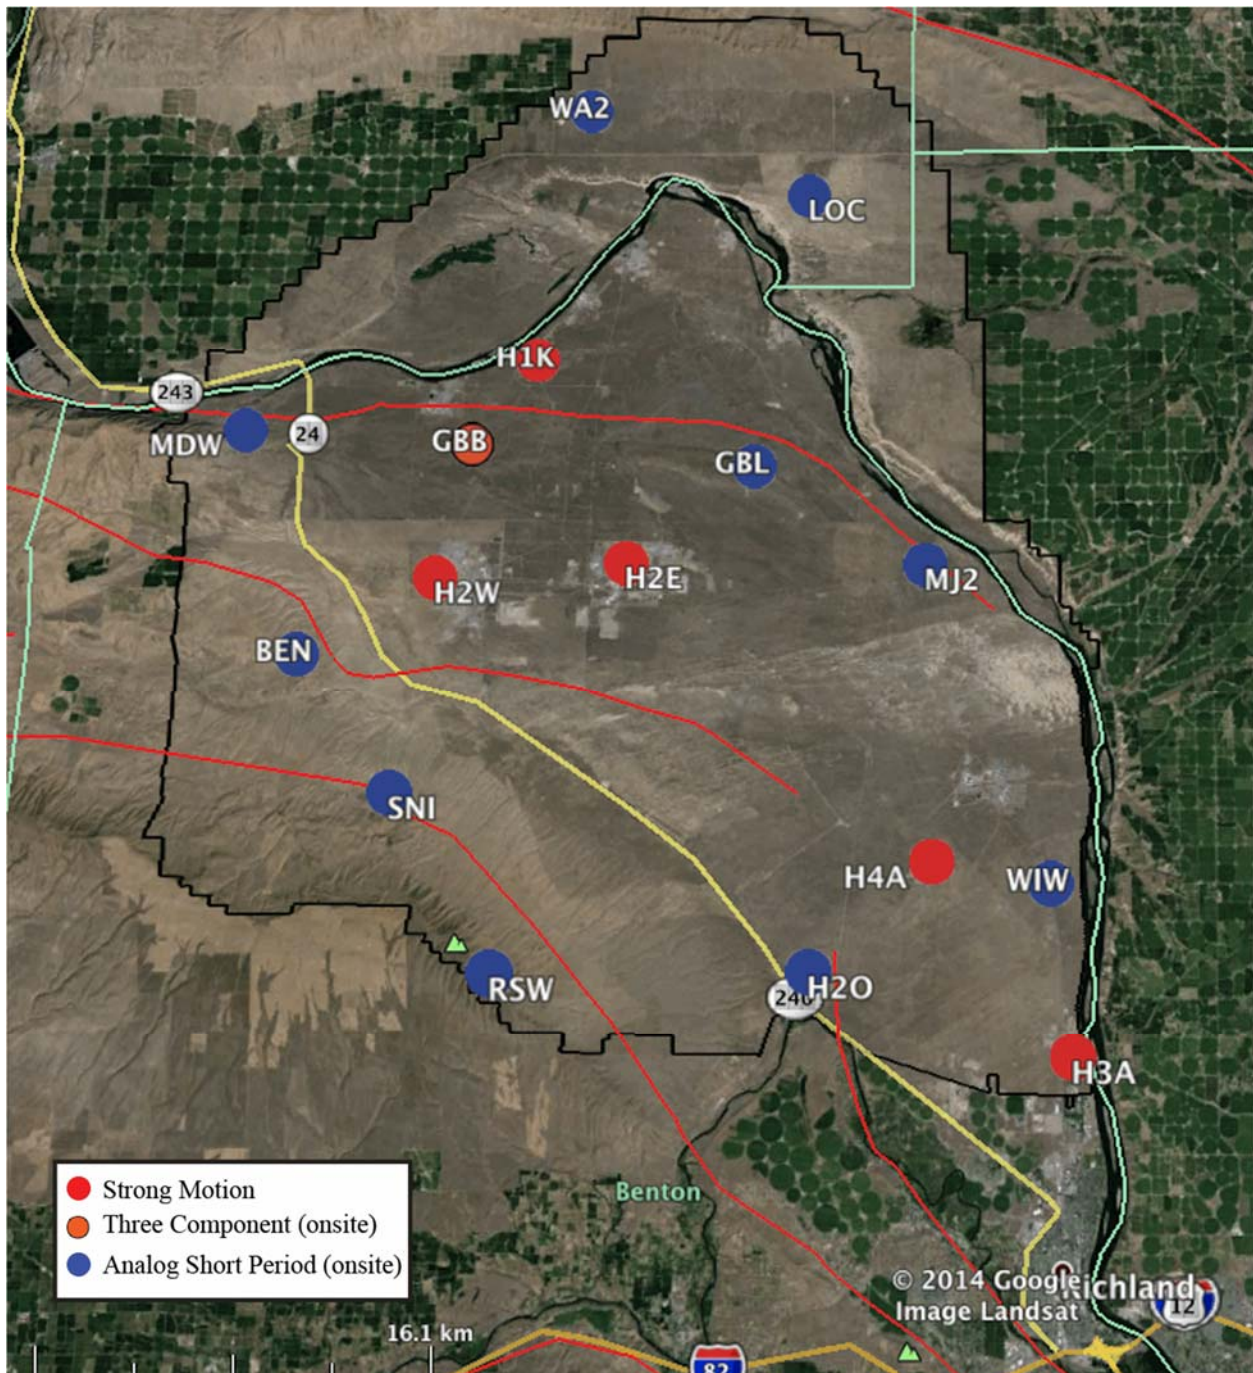 WA2
LOC
H1K
243
MDW
24
GBB
GBL
H2W
H2E
MJ2
BEN
SNI
H4A
WIW
RSW
H2O
240
H3A
Strong Motion
Three Component (onsite)
Analog Short Period (onsite)
Benton
© 2014 Google
Image Landsat
Richland
12
16.1 km
82